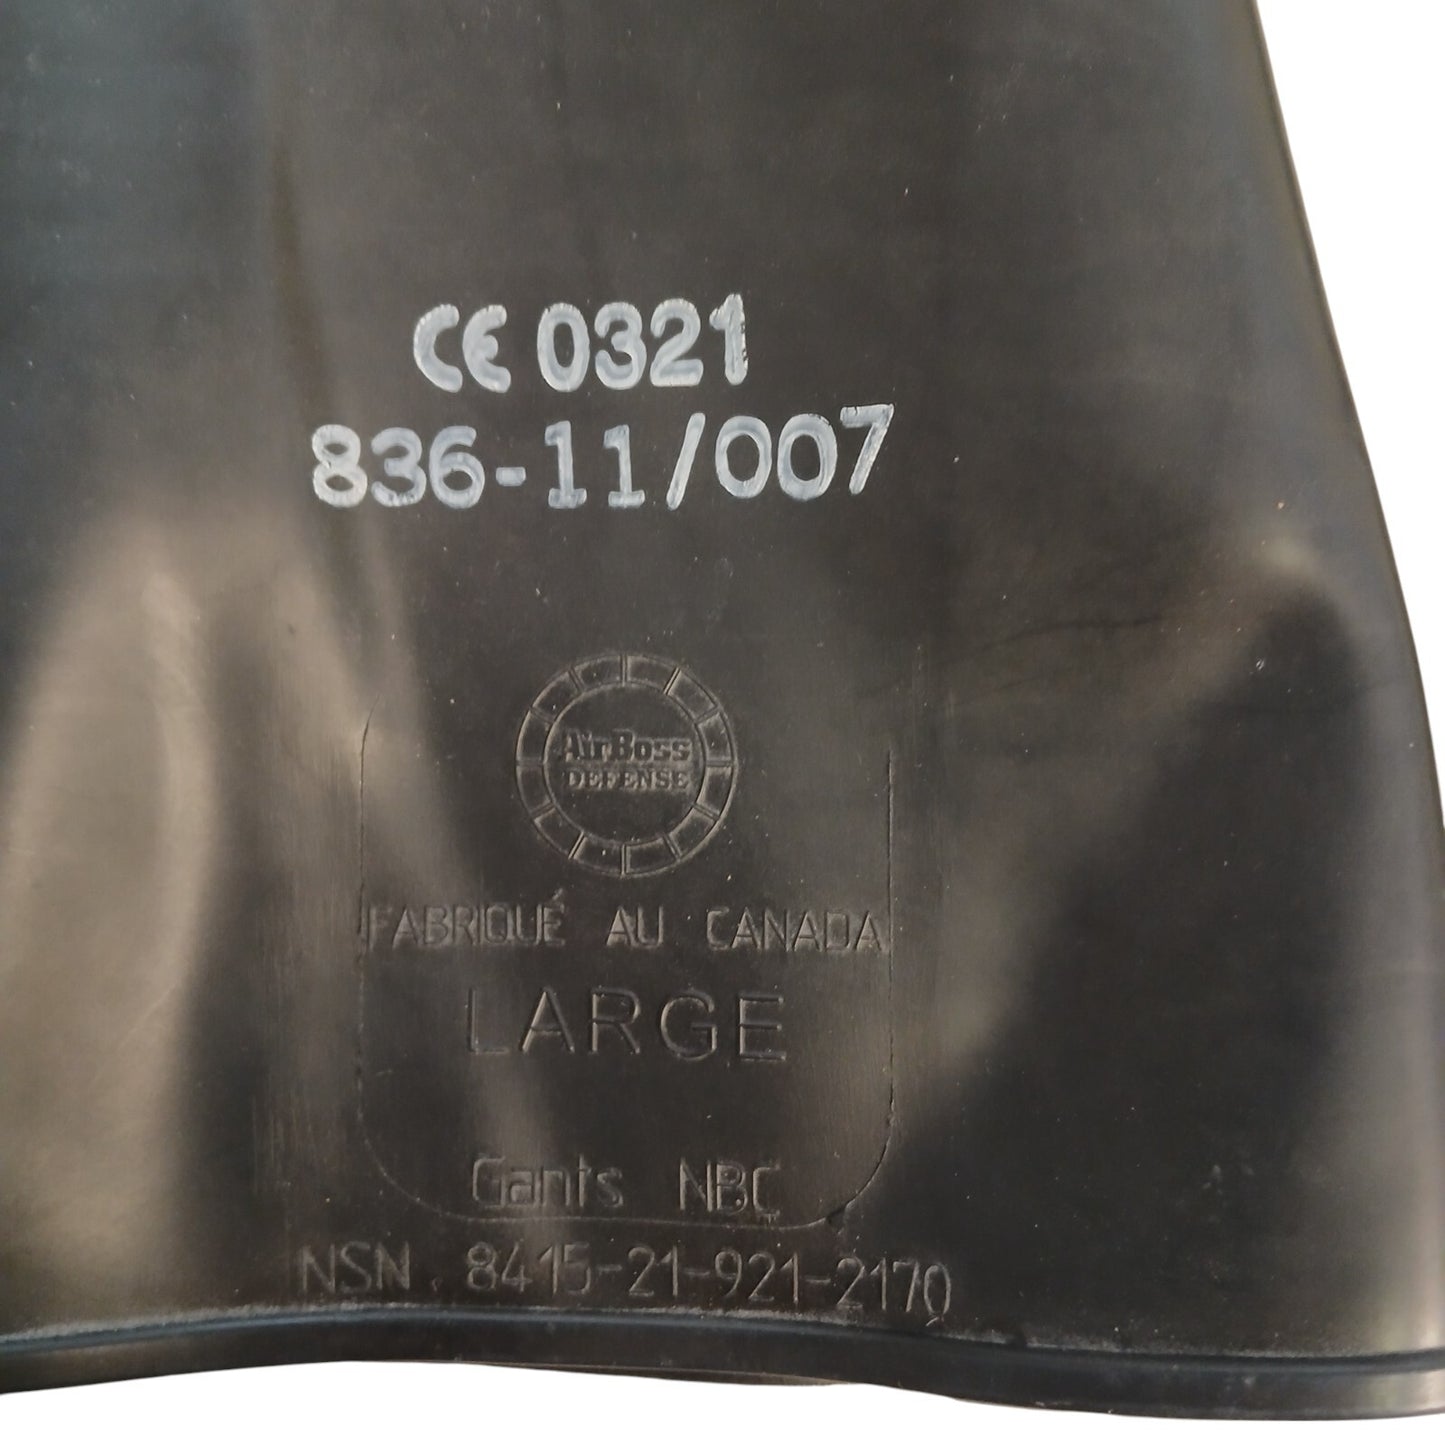 CE 0321
836-11/007
AirBoss
DEFENSE
FABRIQUÉ AU CANADA
LARGE
Gants NBC
NSN. 8415-21-921-2170